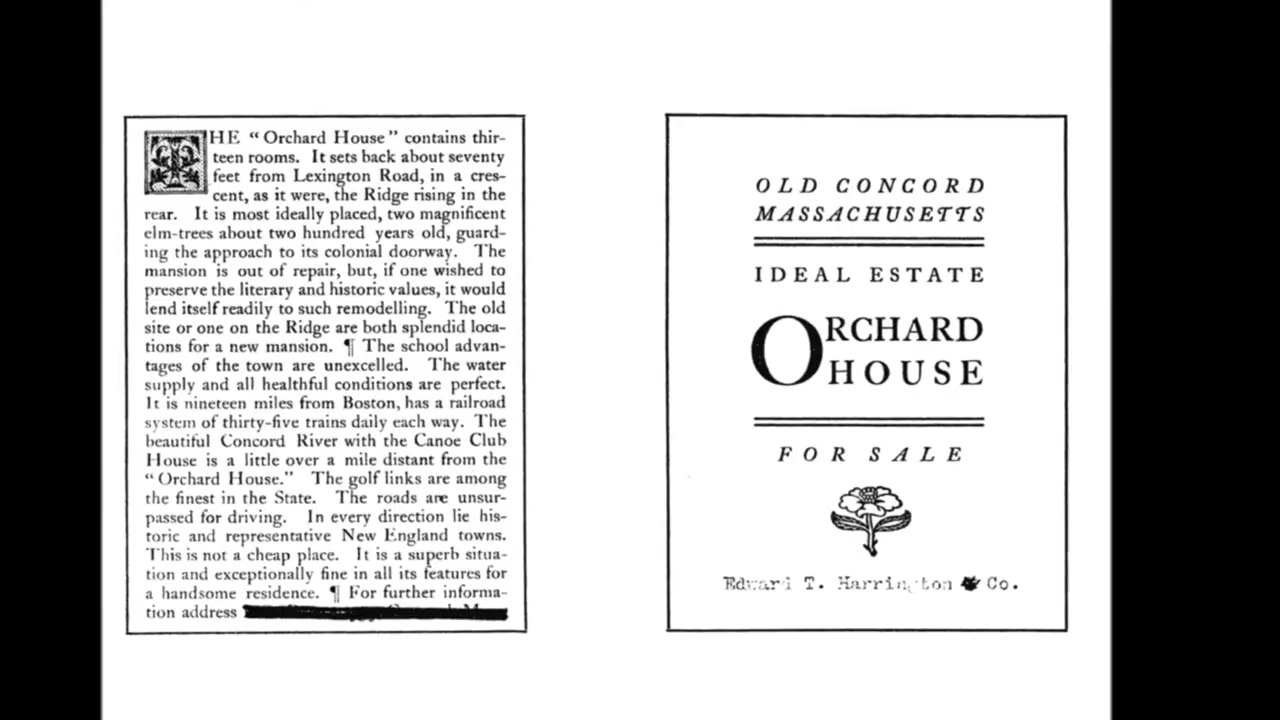 THE “Orchard House” contains thir-
teen rooms. It sets back about seventy
feet from Lexington Road, in a cres-
cent, as it were, the Ridge rising in the
rear. It is most ideally placed, two magnificent
elm-trees about two hundred years old, guard-
ing the approach to its colonial doorway. The
mansion is out of repair, but, if one wished to
preserve the literary and historic values, it would
lend itself readily to such remodelling. The old
site or one on the Ridge are both splendid loca-
tions for a new mansion. ¶ The school advan-
tages of the town are unexcelled. The water
supply and all healthful conditions are perfect.
It is nineteen miles from Boston, has a railroad
system of thirty-five trains daily each way. The
beautiful Concord River with the Canoe Club
House is a little over a mile distant from the
“Orchard House.” The golf links are among
the finest in the State. The roads are unsur-
passed for driving. In every direction lie his-
toric and representative New England towns.
This is not a cheap place. It is a superb situa-
tion and exceptionally fine in all its features for
a handsome residence. ¶ For further informa-
tion address
OLD CONCORD
MASSACHUSETTS
IDEAL ESTATE
ORCHARD
HOUSE
FOR SALE
Edward T. Harrington & Co.